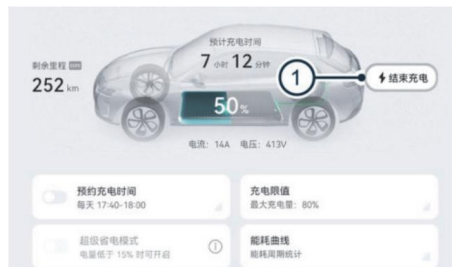 预计充电时间
7 小时 12 分钟
剩余里程
252 km
1
结束充电
50%
电流: 14A 电压: 413V
预约充电时间
每天 17:40-18:00
充电限值
最大充电量: 80%
超级省电模式
电量低于 15% 时可开启
能耗曲线
能耗周期统计